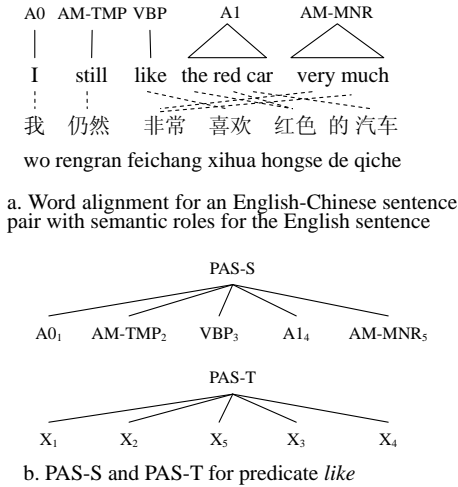 A0 AM-TMP VBP A1 AM-MNR
I still like the red car very much
我 仍然 非常 喜欢 红色 的 汽车
wo rengran feichang xihua hongse de qiche
a. Word alignment for an English-Chinese sentence
pair with semantic roles for the English sentence
PAS-S
A0₁ AM-TMP₂ VBP₃ A1₄ AM-MNR₅
PAS-T
X₁ X₂ X₅ X₃ X₄
b. PAS-S and PAS-T for predicate like